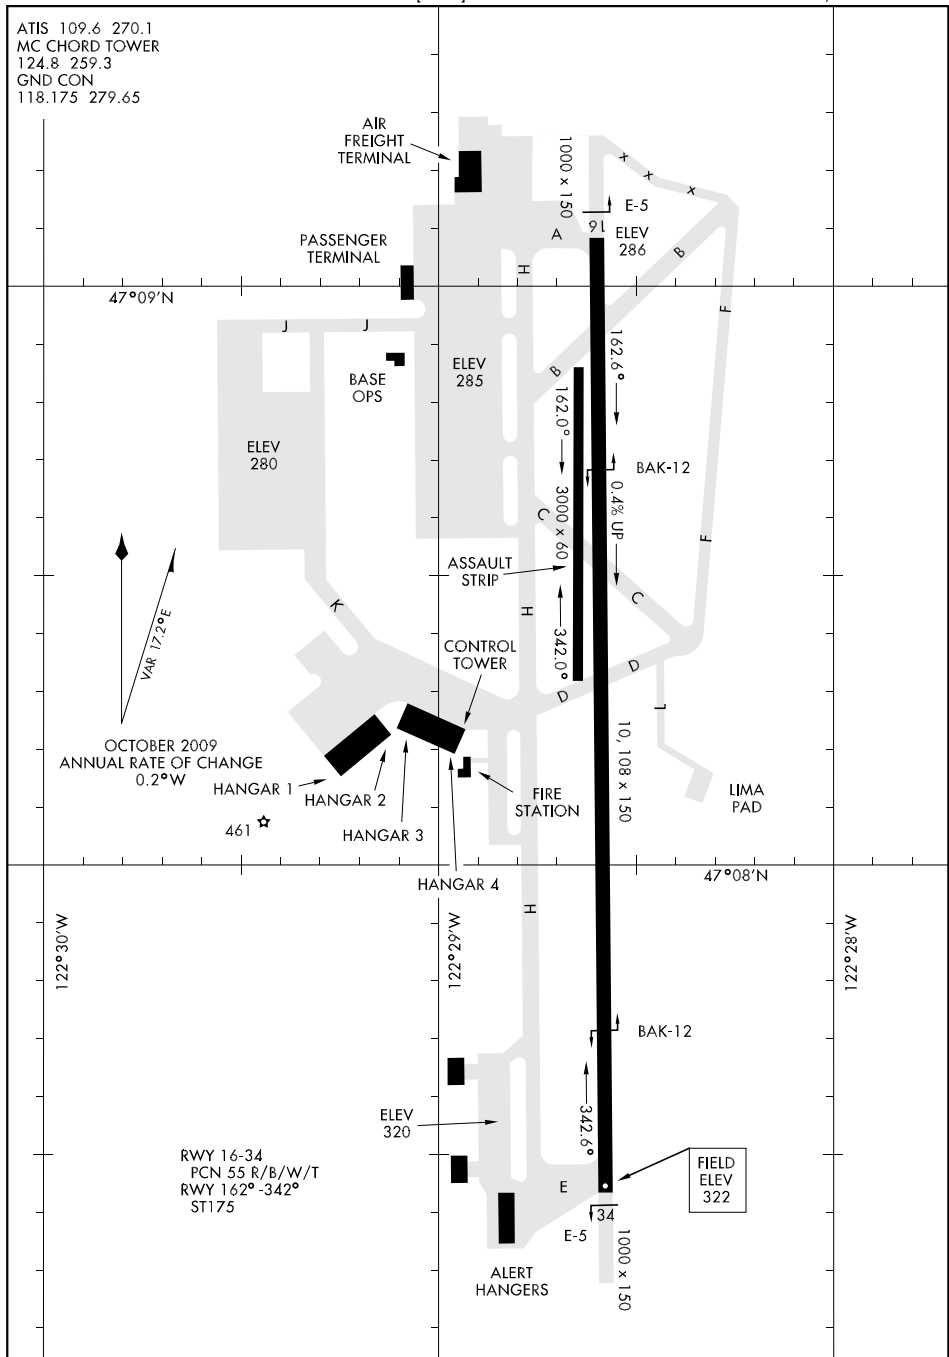 ATIS 109.6 270.1
MC CHORD TOWER
124.8 259.3
GND CON
118.175 279.65
AIR
FREIGHT
TERMINAL
1000 x 150
x
x
x
E-5
16
ELEV
286
A
B
H
PASSENGER
TERMINAL
47°09'N
F
J
J
162.6°
BASE
OPS
ELEV
285
B
162.0°
ELEV
280
BAK-12
0.4% UP
3000 x 60
C
F
ASSAULT
STRIP
C
VAR 17.2°E
K
H
342.0°
CONTROL
TOWER
D
D
L
OCTOBER 2009
ANNUAL RATE OF CHANGE
0.2°W
10, 108 x 150
HANGAR 1
HANGAR 2
HANGAR 3
HANGAR 4
FIRE
STATION
LIMA
PAD
461
47°08'N
H
122°30'W
122°29'W
122°28'W
BAK-12
ELEV
320
342.6°
RWY 16-34
PCN 55 R/B/W/T
RWY 162°-342°
ST175
FIELD
ELEV
322
E
34
E-5
1000 x 150
ALERT
HANGERS